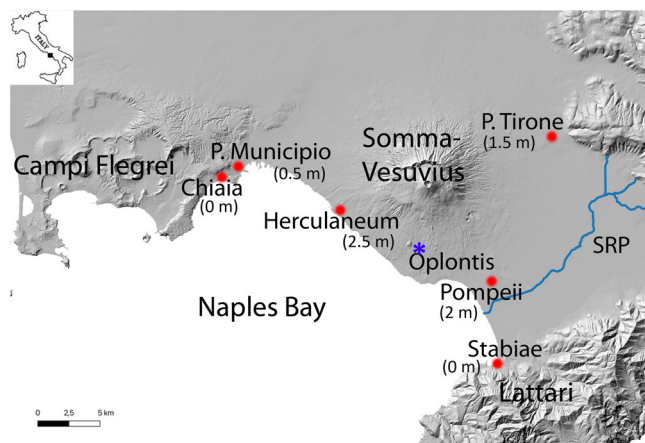 ITALY
P. Tirone
(1.5 m)
Somma-
Vesuvius
P. Municipio
(0.5 m)
Campi Flegrei
Chiaia
(0 m)
Herculaneum
(2.5 m)
*
SRP
Oplontis
Pompeii
(2 m)
Naples Bay
Stabiae
(0 m)
Lattari
0 2,5 5 km